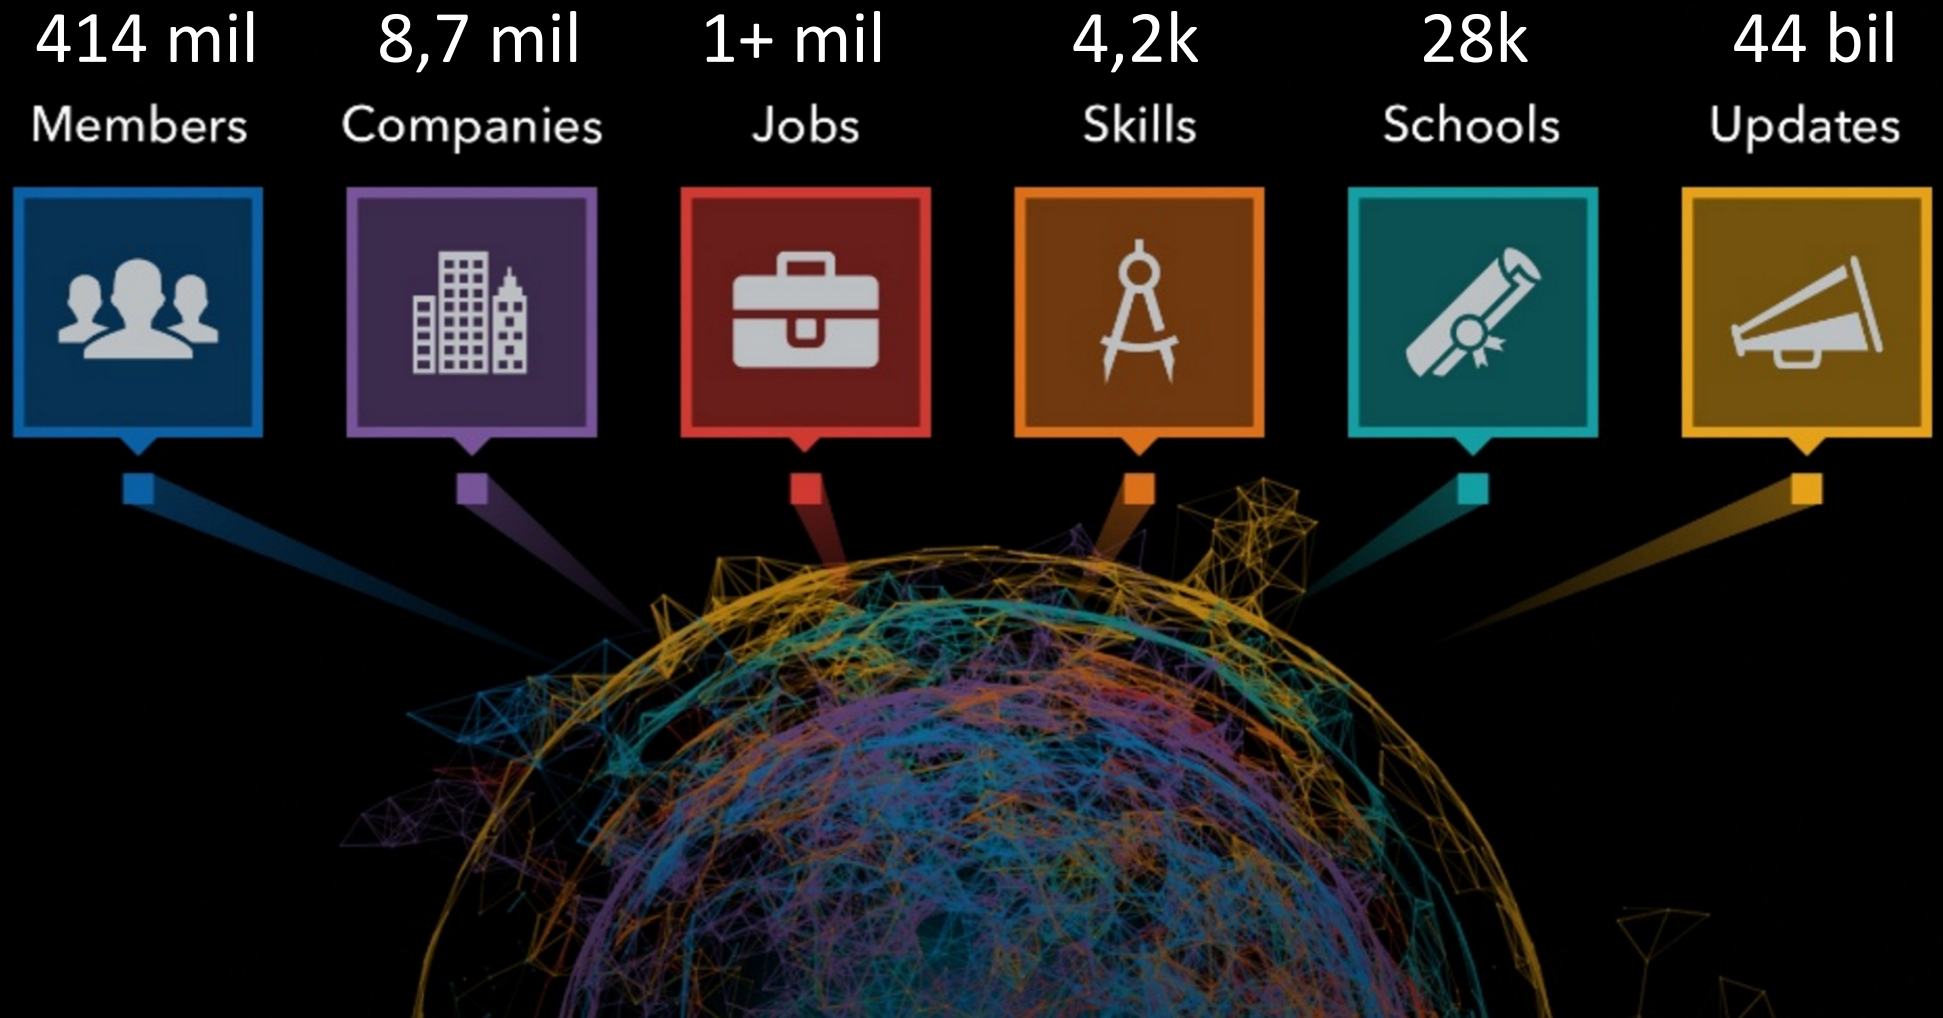 414 mil 8,7 mil 1+ mil 4,2k 28k 44 bil
Members Companies Jobs Skills Schools Updates